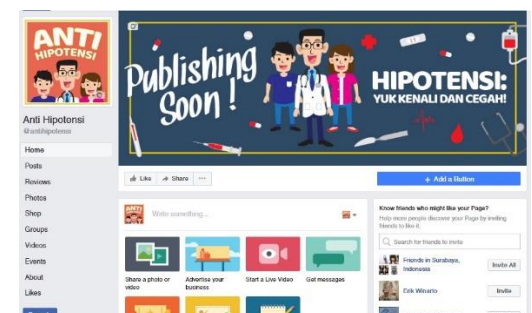 ANTI
HIPOTENSI
Publishing
Soon !
HIPOTENSI:
YUK KENALI DAN CEGAH!
Anti Hipotensi
@antihipotensi
Home
Posts
Reviews
Photos
Shop
Groups
Videos
Events
About
Likes
Like
Share
+ Add a Button
ANTI
Write something...
Share a photo or
video
Advertise your
business
Start a Live Video
Get messages
Know friends who might like your Page?
Help more people discover your Page by inviting
friends to like it.
Search for friends to invite
Friends in Surabaya,
Indonesia
Invite All
Erik Winarto
Invite